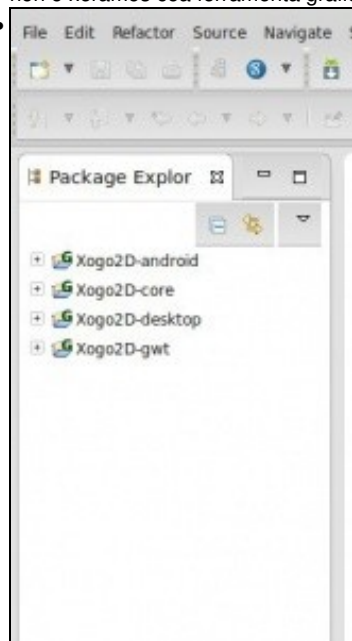 File Edit Refactor Source Navigate
Package Explor
Xogo2D-android
Xogo2D-core
Xogo2D-desktop
Xogo2D-gwt